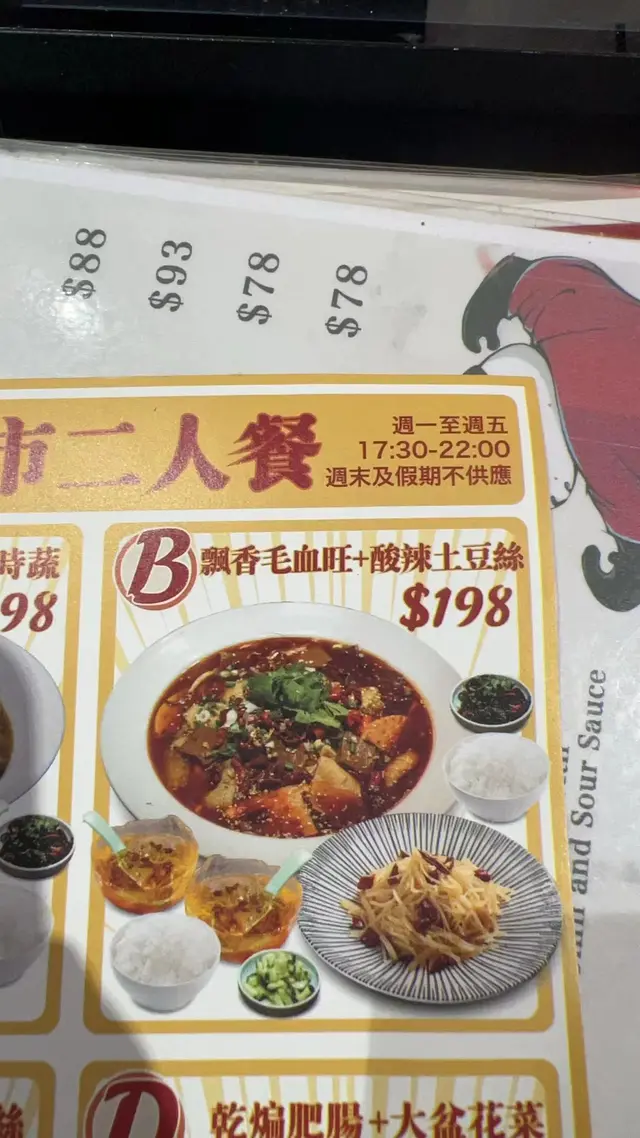 $88
$93
$78
$78
市二人餐
週一至週五
17:30-22:00
週末及假期不供應
時蔬
98
B 飄香毛血旺+酸辣土豆絲
$198
and Sour Sauce
絲
D 乾煸肥腸+大盆花菜